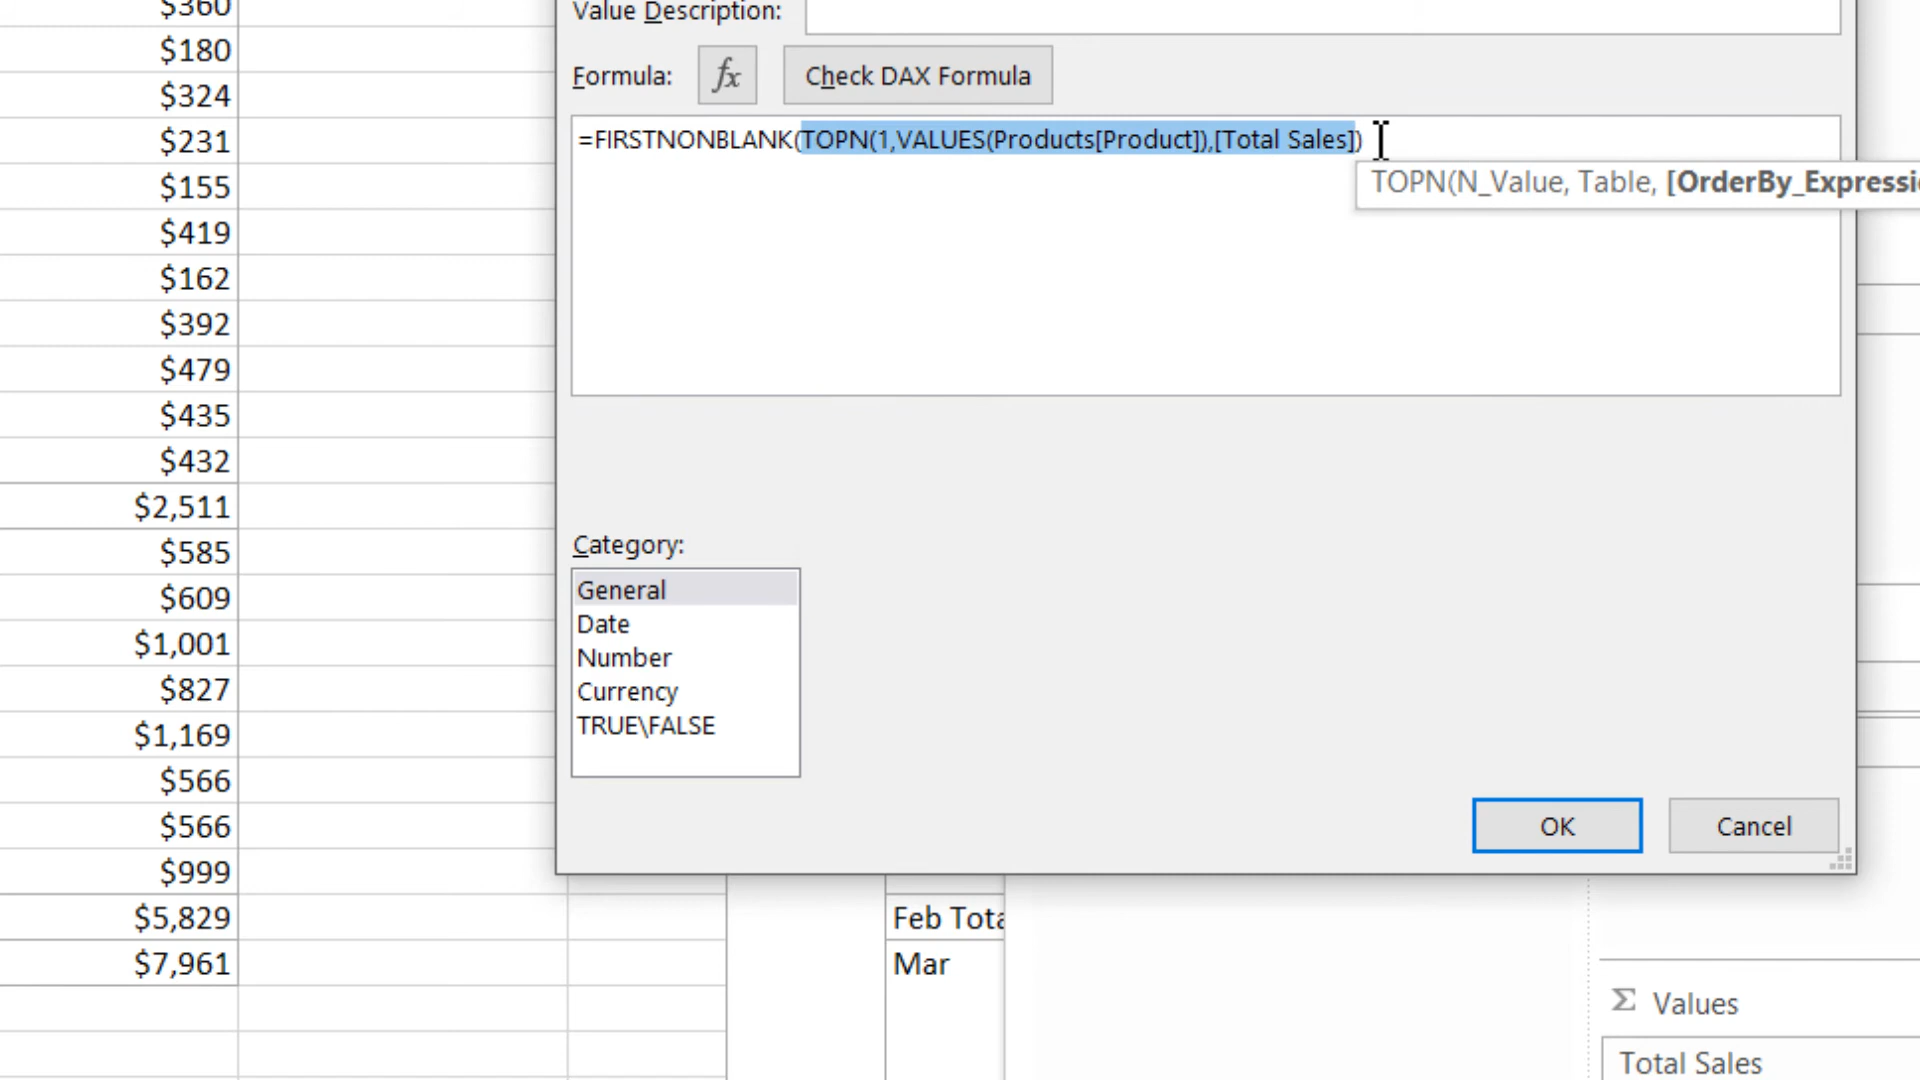 $360
$180
$324
$231
$155
$419
$162
$392
$479
$435
$432
$2,511
$585
$609
$1,001
$827
$1,169
$566
$566
$999
$5,829
$7,961
Value Description:
Formula:
fx
Check DAX Formula
=FIRSTNONBLANK(TOPN(1,VALUES(Products[Product]),[Total Sales])
TOPN(N_Value, Table, [OrderBy_Expressi
Category:
General
Date
Number
Currency
TRUE\FALSE
OK
Cancel
Feb Tota
Mar
Σ Values
Total Sales